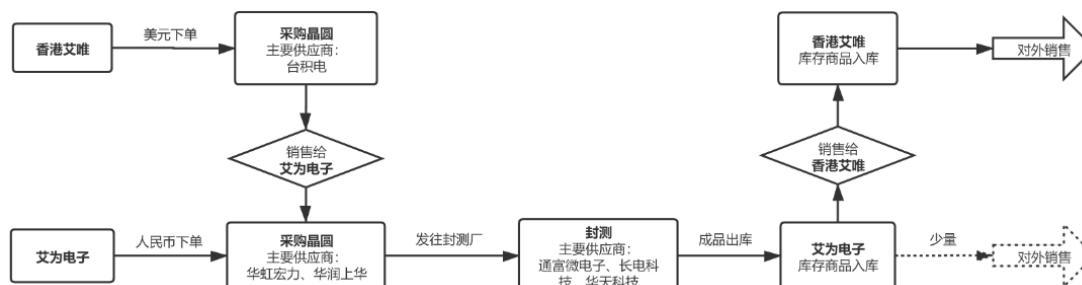 香港艾唯
美元下单
采购晶圆
主要供应商：
台积电
销售给
艾为电子
香港艾唯
库存商品入库
对外销售
销售给
香港艾唯
艾为电子
人民币下单
采购晶圆
主要供应商：
华虹宏力、华润上华
发往封测厂
封测
主要供应商：
通富微电子、长电科
技、华天科技
成品出库
艾为电子
库存商品入库
少量
对外销售